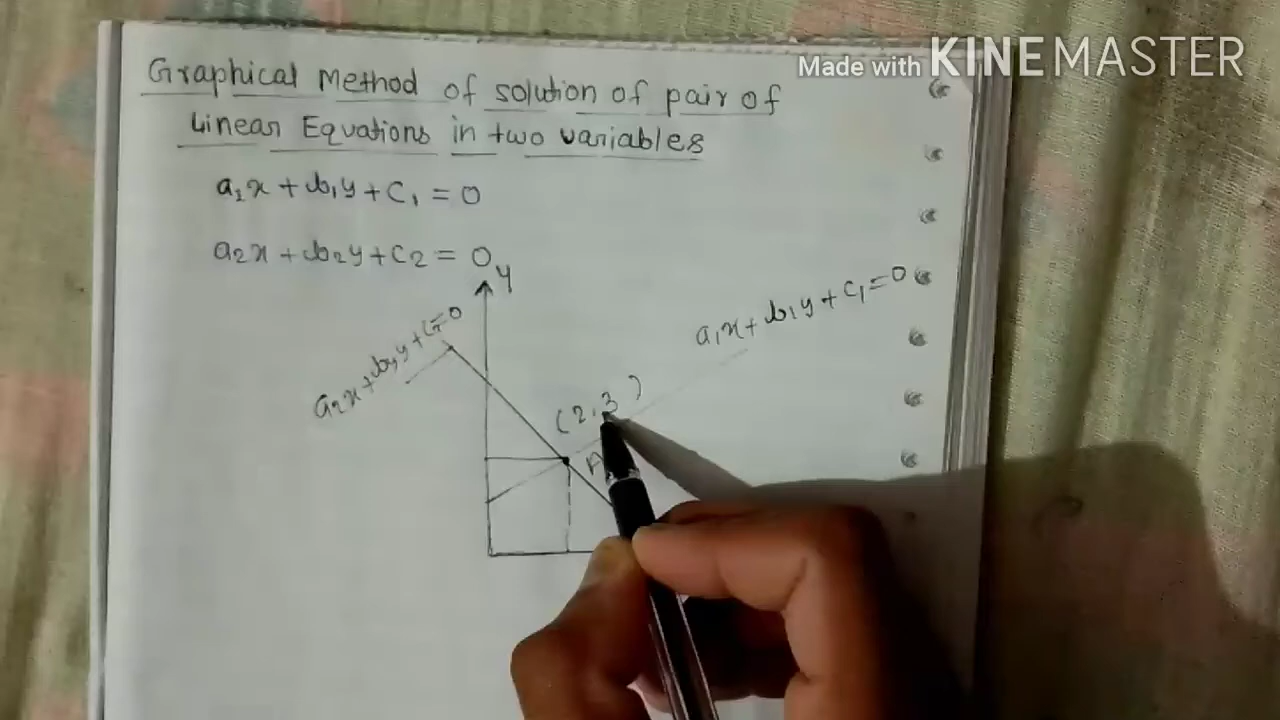 Made with KINEMASTER
Graphical Method of solution of pair of
Linear Equations in two variables
a₁x + b₁y + c₁ = 0
a₂x + b₂y + c₂ = 0
y
a₁x + b₁y + c₁ = 0
a₂x + b₂y + c₂ = 0
(2,3)
A